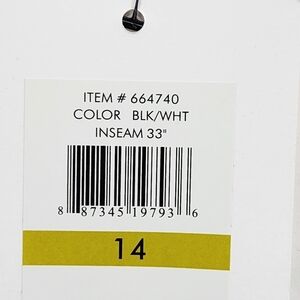 ITEM # 664740
COLOR BLK/WHT
INSEAM 33"
8 87345 19793 6
14